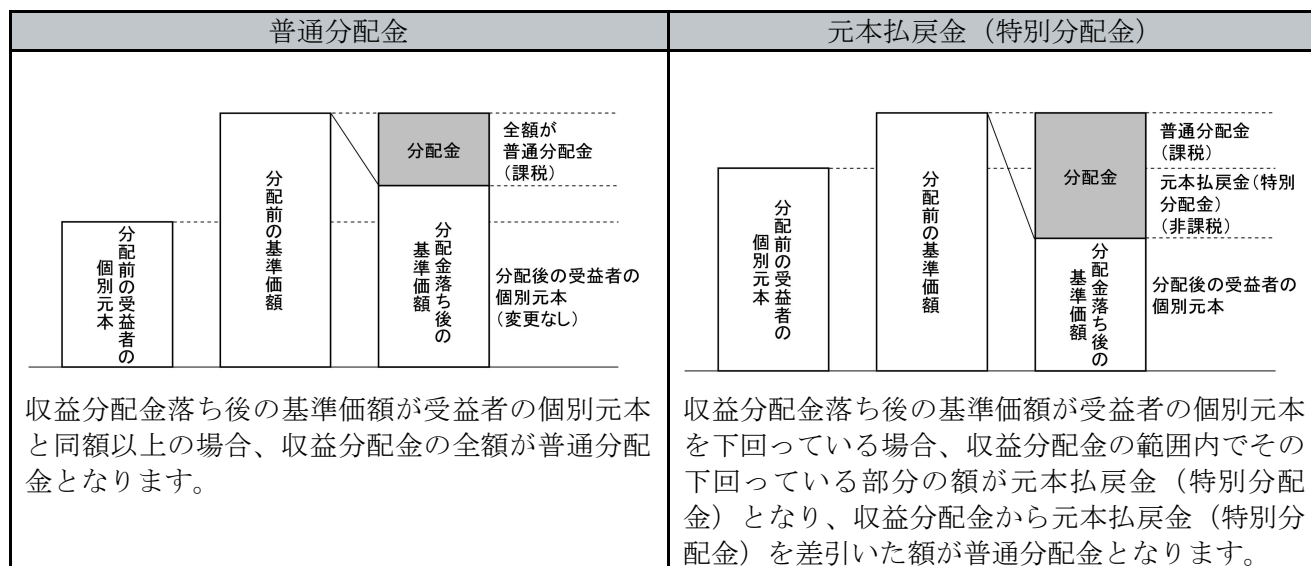 普通分配金
全額が
普通分配金
（課税）
分配金
分配前の受益者の
個別元本
分配前の基準価額
分配金落ち後の
基準価額
分配後の受益者の
個別元本
（変更なし）
収益分配金落ち後の基準価額が受益者の個別元本
と同額以上の場合、収益分配金の全額が普通分配
金となります。
元本払戻金（特別分配金）
普通分配金
（課税）
分配金
元本払戻金（特別
分配金）
（非課税）
分配前の受益者の
個別元本
分配前の基準価額
分配金落ち後の
基準価額
分配後の受益者の
個別元本
収益分配金落ち後の基準価額が受益者の個別元本
を下回っている場合、収益分配金の範囲内でその
下回っている部分の額が元本払戻金（特別分配
金）となり、収益分配金から元本払戻金（特別分
配金）を差引いた額が普通分配金となります。